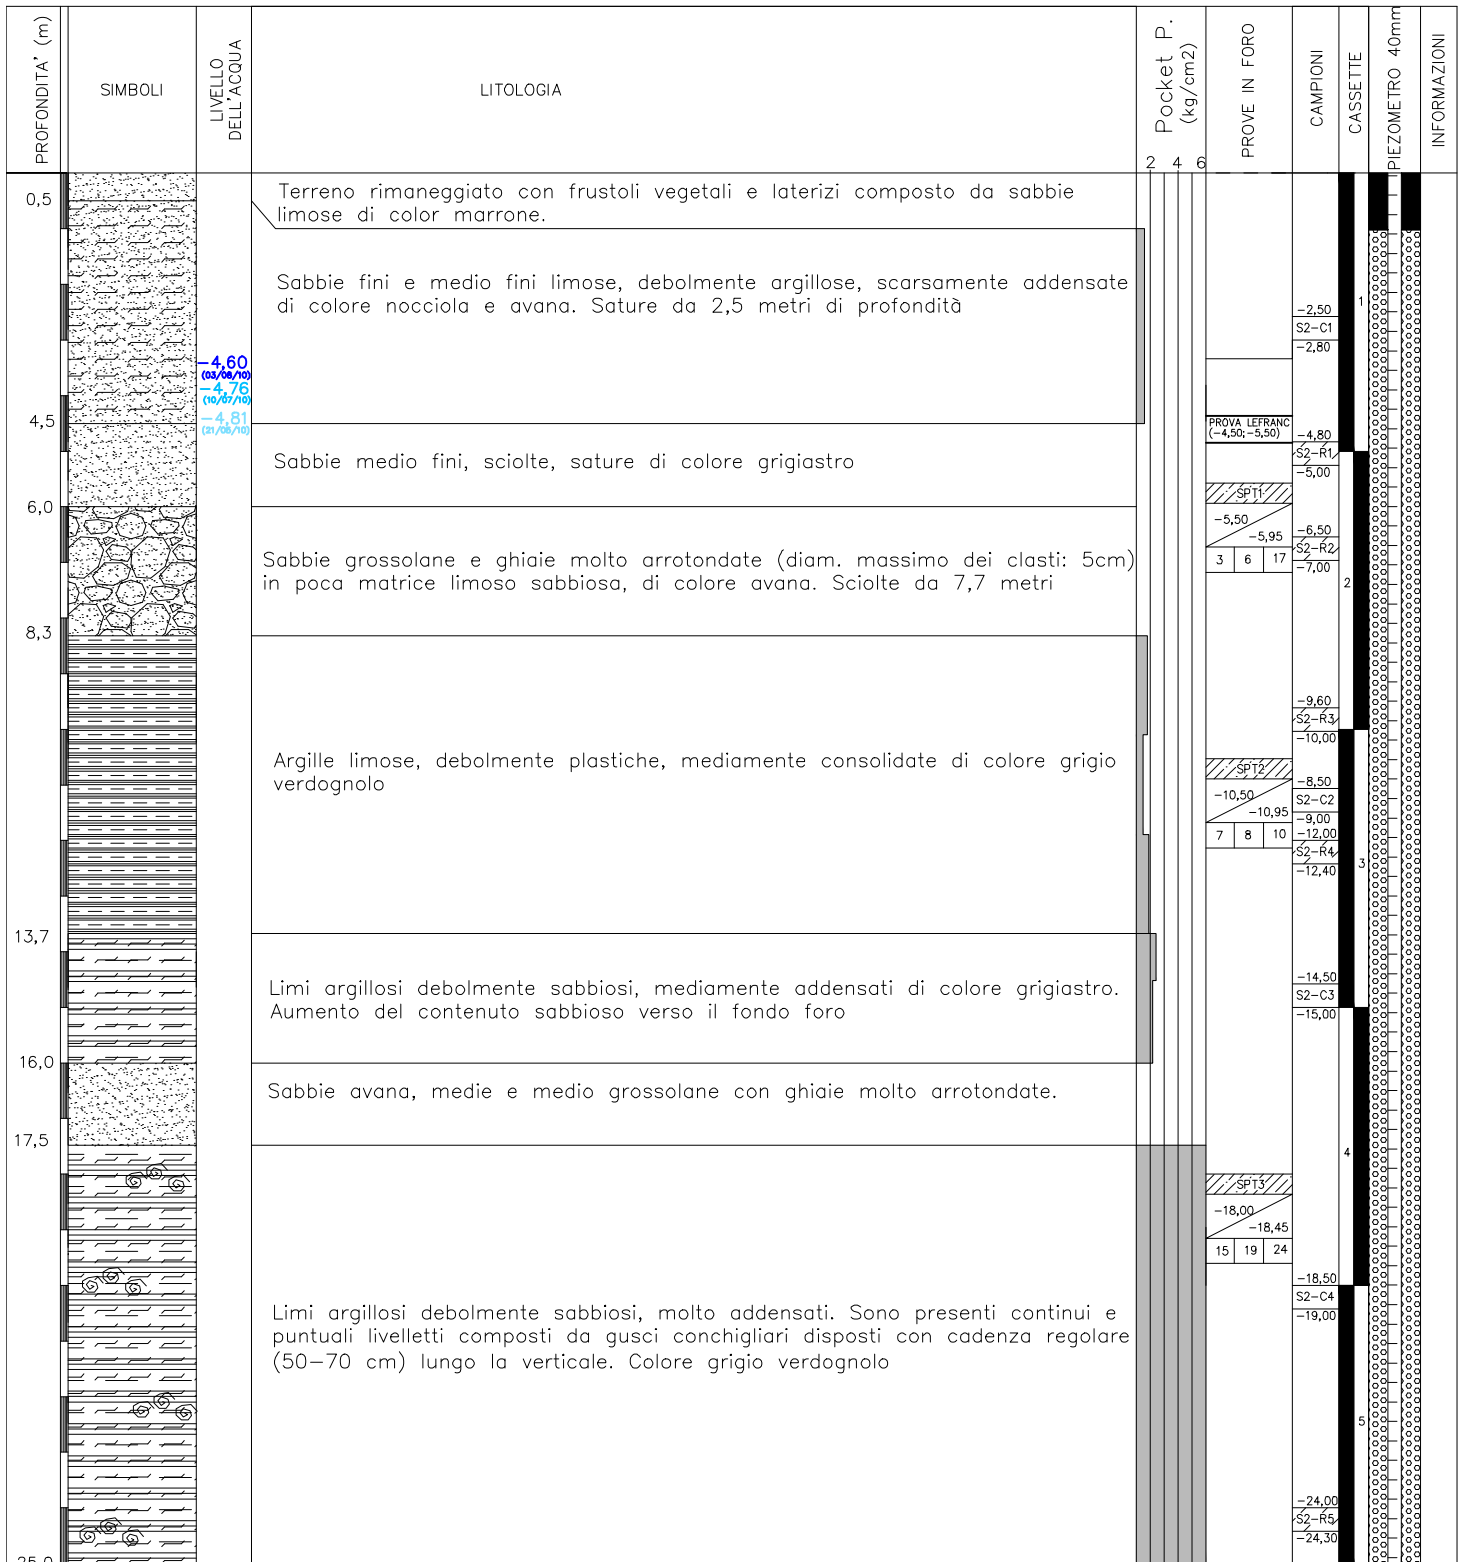 PROFONDITA' (m)
SIMBOLI
LIVELLO
DELL'ACQUA
LITOLOGIA
Pocket P.
(kg/cm2)
2 4 6
PROVE IN FORO
CAMPIONI
CASSETTE
PIEZOMETRO 40mm
INFORMAZIONI
0,5
Terreno rimaneggiato con frustoli vegetali e laterizi composto da sabbie
limose di color marrone.
Sabbie fini e medio fini limose, debolmente argillose, scarsamente addensate
di colore nocciola e avana. Sature da 2,5 metri di profondità
-2,50
S2-C1
-2,80
1
-4,60
(03/08/10)
-4,76
(10/07/10)
-4,81
(21/05/10)
4,5
PROVA LEFRANC
(-4,50;-5,50)
-4,80
S2-R1
-5,00
Sabbie medio fini, sciolte, sature di colore grigiastro
SPT1
-5,50
-5,95
3 6 17
6,0
-6,50
S2-R2
-7,00
2
Sabbie grossolane e ghiaie molto arrotondate (diam. massimo dei clasti: 5cm)
in poca matrice limoso sabbiosa, di colore avana. Sciolte da 7,7 metri
8,3
-9,60
S2-R3
-10,00
Argille limose, debolmente plastiche, mediamente consolidate di colore grigio
verdognolo
SPT2
-10,50
-10,95
7 8 10
-8,50
S2-C2
-9,00
-12,00
S2-R4
-12,40
3
13,7
Limi argillosi debolmente sabbiosi, mediamente addensati di colore grigiastro.
Aumento del contenuto sabbioso verso il fondo foro
-14,50
S2-C3
-15,00
16,0
Sabbie avana, medie e medio grossolane con ghiaie molto arrotondate.
17,5
4
SPT3
-18,00
-18,45
15 19 24
-18,50
S2-C4
-19,00
Limi argillosi debolmente sabbiosi, molto addensati. Sono presenti continui e
puntuali livelletti composti da gusci conchigliari disposti con cadenza regolare
(50-70 cm) lungo la verticale. Colore grigio verdognolo
5
-24,00
S2-R5
-24,30
25,0